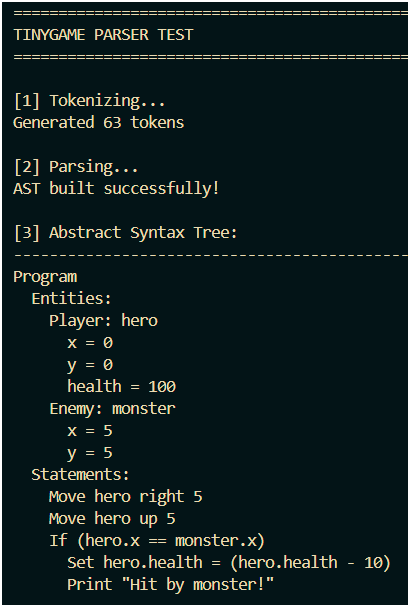 ============================================
TINYGAME PARSER TEST
============================================
[1] Tokenizing...
Generated 63 tokens
[2] Parsing...
AST built successfully!
[3] Abstract Syntax Tree:
--------------------------------------------
Program
  Entities:
    Player: hero
      x = 0
      y = 0
      health = 100
    Enemy: monster
      x = 5
      y = 5
  Statements:
    Move hero right 5
    Move hero up 5
    If (hero.x == monster.x)
      Set hero.health = (hero.health - 10)
      Print "Hit by monster!"